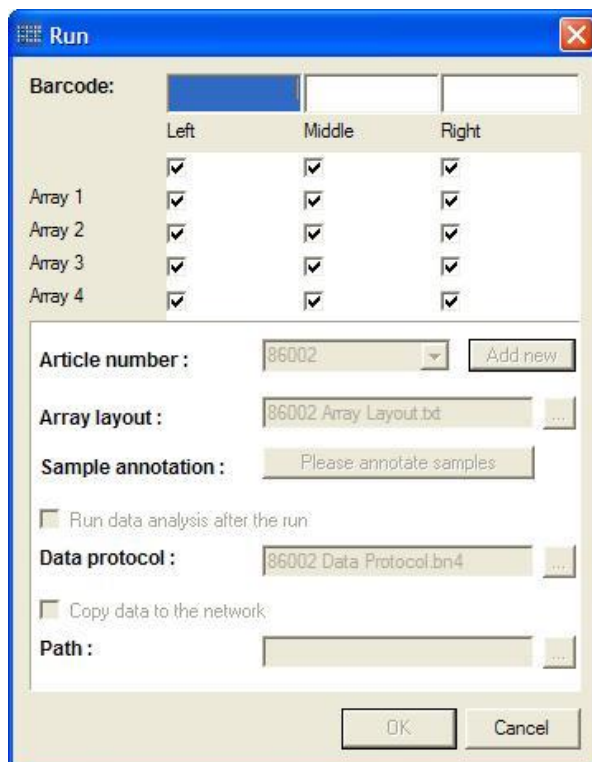 Run
Barcode:
Left Middle Right
Array 1
Array 2
Array 3
Array 4
Article number : 86002 Add new
Array layout : 86002 Array Layout.txt ...
Sample annotation : Please annotate samples
Run data analysis after the run
Data protocol : 86002 Data Protocol.bn4 ...
Copy data to the network
Path : ...
OK Cancel